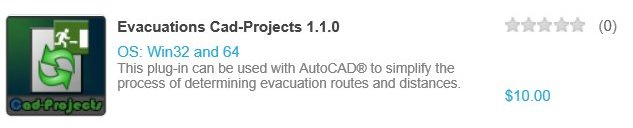 Evacuations Cad-Projects 1.1.0
(0)
OS: Win32 and 64
This plug-in can be used with AutoCAD® to simplify the
process of determining evacuation routes and distances.
$10.00
Cad-Projects